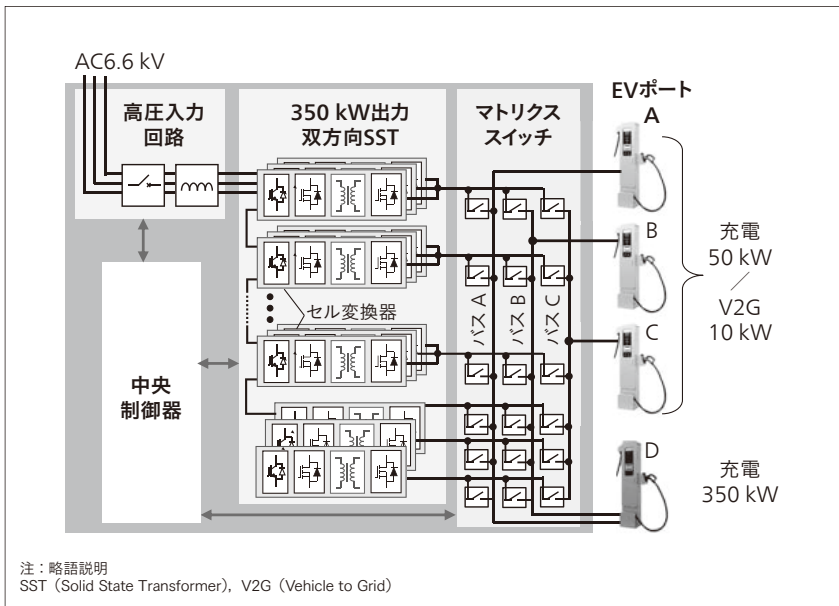 AC6.6 kV
高圧入力
回路
350 kW出力
双方向SST
マトリクス
スイッチ
EVポート
A
B
C
D
充電
50 kW
／
V2G
10 kW
セル変換器
バスA
バスB
バスC
中央
制御器
充電
350 kW
注：略語説明
SST（Solid State Transformer），V2G（Vehicle to Grid）